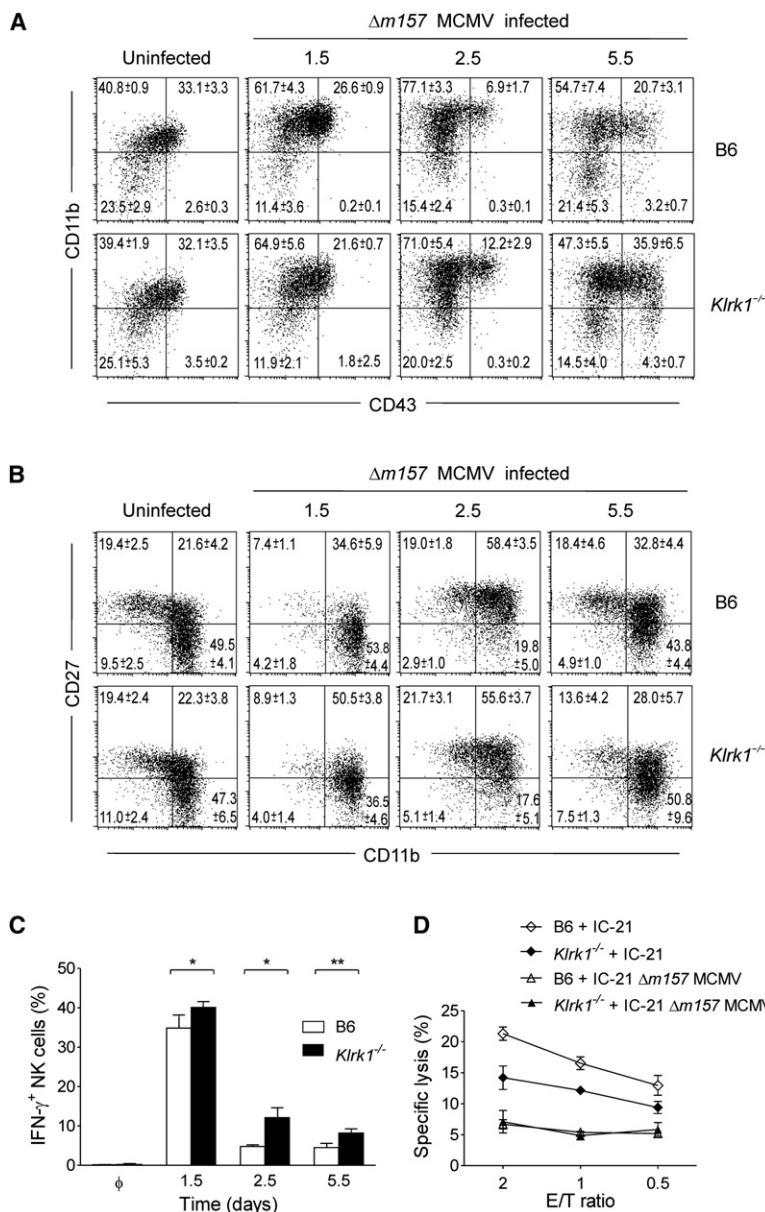 A
Δm157 MCMV infected
Uninfected 1.5 2.5 5.5
40.8±0.9 33.1±3.3 61.7±4.3 26.6±0.9 77.1±3.3 6.9±1.7 54.7±7.4 20.7±3.1
B6
23.5±2.9 2.6±0.3 11.4±3.6 0.2±0.1 15.4±2.4 0.3±0.1 21.4±5.3 3.2±0.7
CD11b
39.4±1.9 32.1±3.5 64.9±5.6 21.6±0.7 71.0±5.4 12.2±2.9 47.3±5.5 35.9±6.5
Klrk1-/-
25.1±5.3 3.5±0.2 11.9±2.1 1.8±2.5 20.0±2.5 0.3±0.2 14.5±4.0 4.3±0.7
CD43
B
Δm157 MCMV infected
Uninfected 1.5 2.5 5.5
19.4±2.5 21.6±4.2 7.4±1.1 34.6±5.9 19.0±1.8 58.4±3.5 18.4±4.6 32.8±4.4
B6
49.5 53.8 19.8 43.8
9.5±2.5 ±4.1 4.2±1.8 ±4.4 2.9±1.0 ±5.0 4.9±1.0 ±4.4
CD27
19.4±2.4 22.3±3.8 8.9±1.3 50.5±3.8 21.7±3.1 55.6±3.7 13.6±4.2 28.0±5.7
Klrk1-/-
47.3 36.5 17.6 50.8
11.0±2.4 ±6.5 4.0±1.4 ±4.6 5.1±1.4 ±5.1 7.5±1.3 ±9.6
CD11b
C
* * **
50
40
30
20
10
0
IFN-γ+ NK cells (%)
B6
Klrk1-/-
ϕ 1.5 2.5 5.5
Time (days)
D
B6 + IC-21
Klrk1-/- + IC-21
B6 + IC-21 Δm157 MCMV
Klrk1-/- + IC-21 Δm157 MCMV
25
20
15
10
5
0
Specific lysis (%)
2 1 0.5
E/T ratio